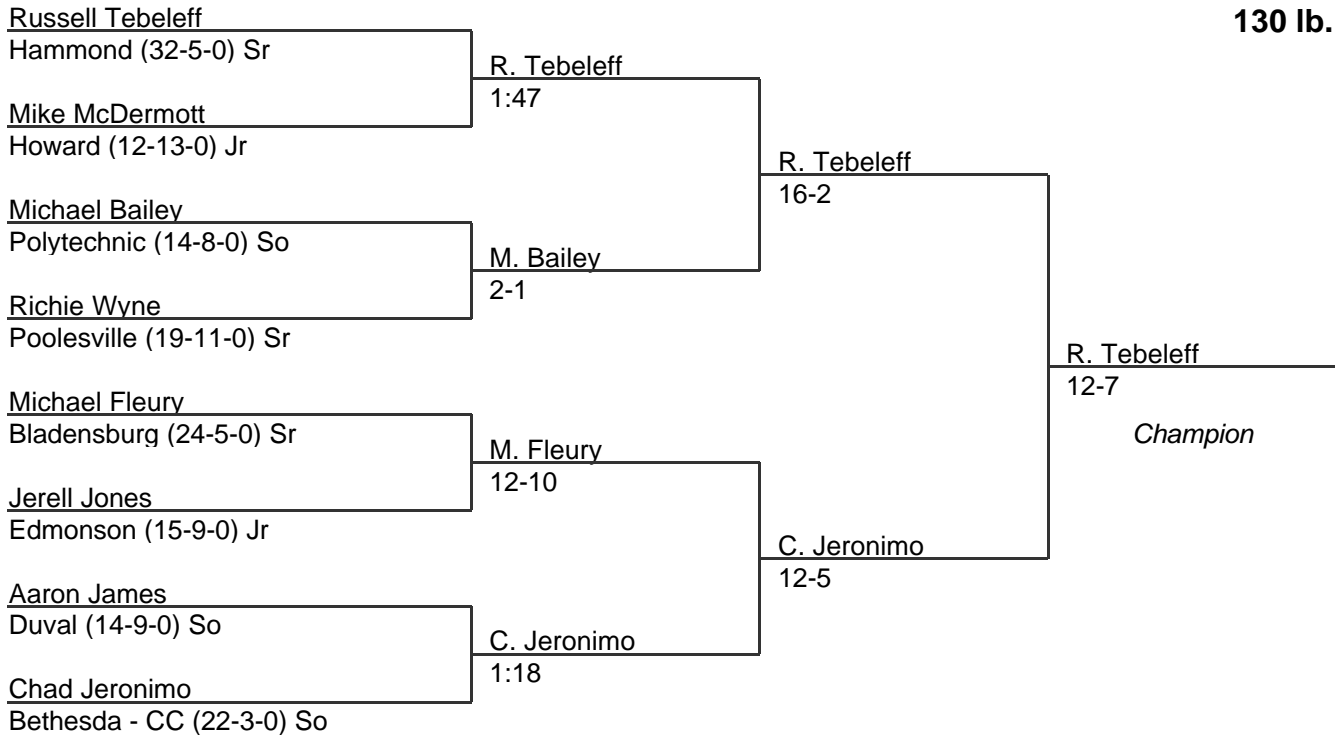 130 lb.
Russell Tebeleff
Hammond (32-5-0) Sr
Mike McDermott
Howard (12-13-0) Jr
Michael Bailey
Polytechnic (14-8-0) So
Richie Wyne
Poolesville (19-11-0) Sr
Michael Fleury
Bladensburg (24-5-0) Sr
Jerell Jones
Edmonson (15-9-0) Jr
Aaron James
Duval (14-9-0) So
Chad Jeronimo
Bethesda - CC (22-3-0) So
R. Tebeleff
1:47
M. Bailey
2-1
M. Fleury
12-10
C. Jeronimo
1:18
R. Tebeleff
16-2
C. Jeronimo
12-5
R. Tebeleff
12-7
Champion